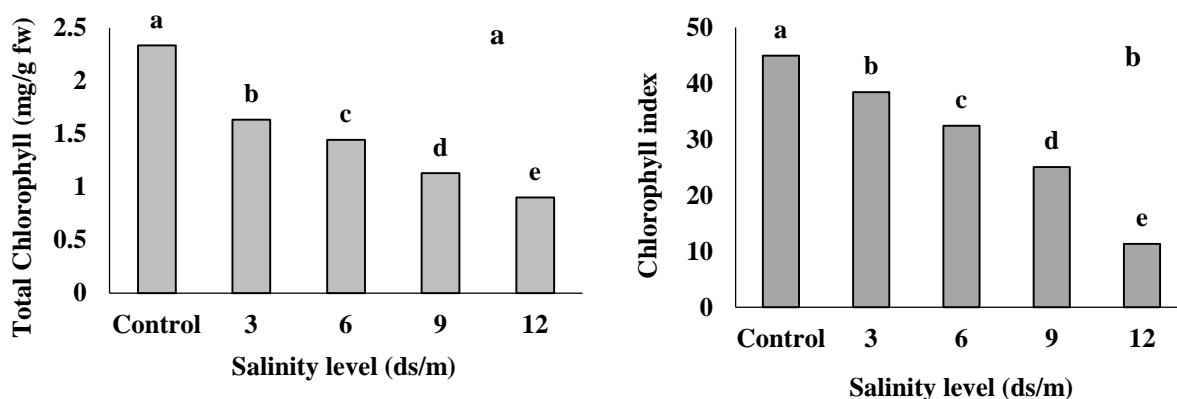 Total Chlorophyll (mg/g fw)
2.5
2
1.5
1
0.5
0
a
b
c
d
e
a
Control 3 6 9 12
Salinity level (ds/m)
Chlorophyll index
50
40
30
20
10
0
a
b
c
d
e
b
Control 3 6 9 12
Salinity level (ds/m)